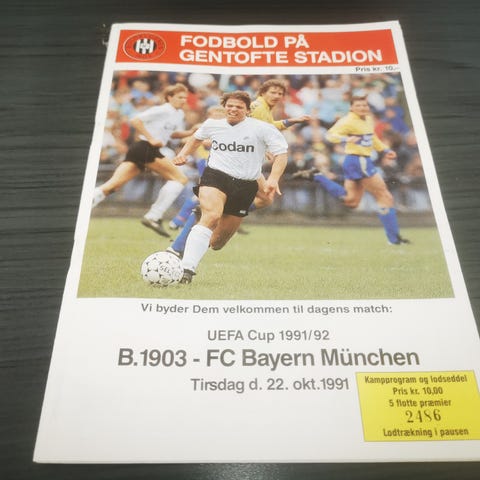 FODBOLD PÅ
GENTOFTE STADION
Pris kr. 10,-
Codan
Vi byder Dem velkommen til dagens match:
UEFA Cup 1991/92
B.1903 - FC Bayern München
Tirsdag d. 22. okt.1991
Kampprogram og lodseddel
Pris kr. 10,00
5 flotte præmier
2486
Lodtrækning i pausen